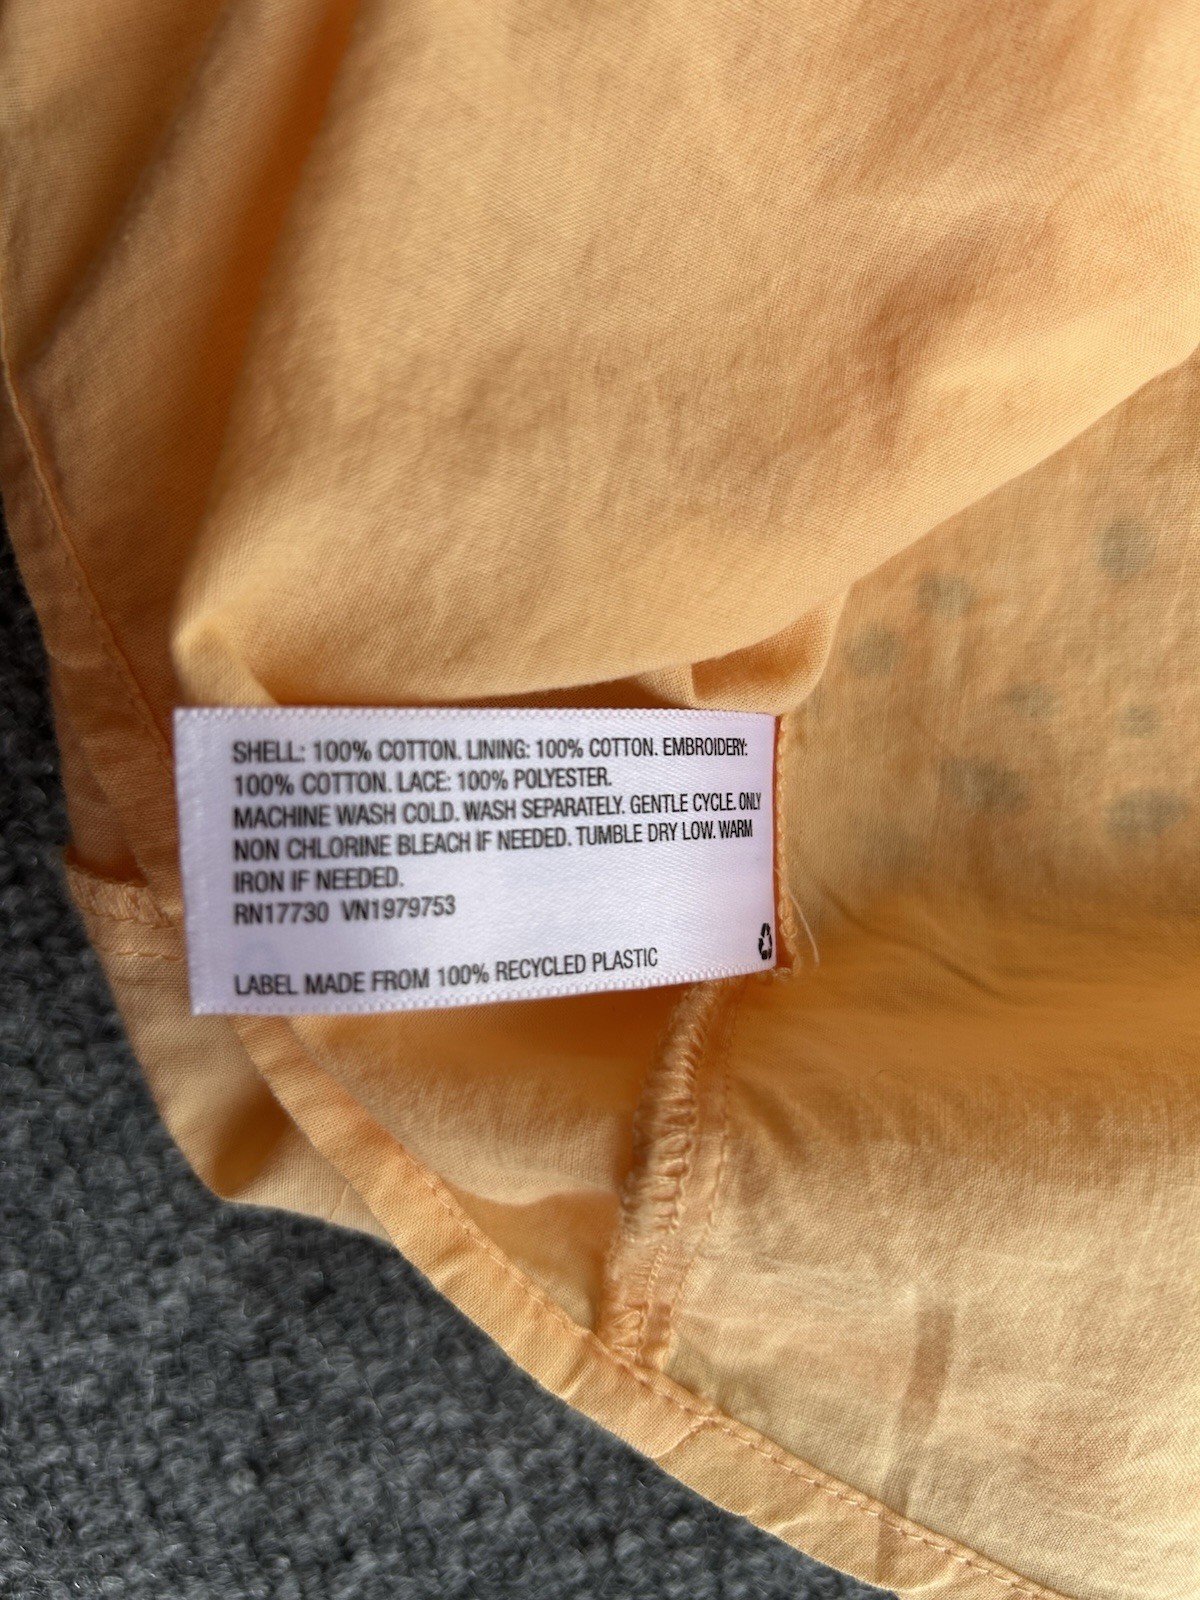 SHELL: 100% COTTON. LINING: 100% COTTON. EMBROIDERY:
100% COTTON. LACE: 100% POLYESTER.
MACHINE WASH COLD. WASH SEPARATELY. GENTLE CYCLE. ONLY
NON CHLORINE BLEACH IF NEEDED. TUMBLE DRY LOW. WARM
IRON IF NEEDED.
RN17730 VN1979753
LABEL MADE FROM 100% RECYCLED PLASTIC